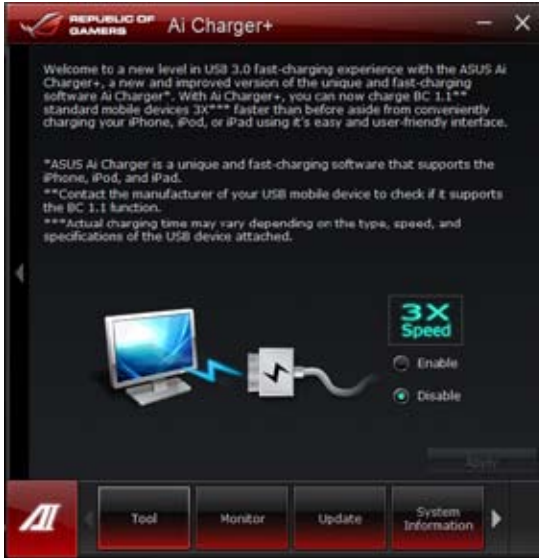 REPUBLIC OF
GAMERS
Ai Charger+
Welcome to a new level in USB 3.0 fast-charging experience with the ASUS Ai
Charger+, a new and improved version of the unique and fast-charging
software Ai Charger*. With Ai Charger+, you can now charge BC 1.1**
standard mobile devices 3X*** faster than before aside from conveniently
charging your iPhone, iPod, or iPad using it's easy and user-friendly interface.
*ASUS Ai Charger is a unique and fast-charging software that supports the
iPhone, iPod, and iPad.
**Contact the manufacturer of your USB mobile device to check if it supports
the BC 1.1 function.
***Actual charging time may vary depending on the type, speed, and
specifications of the USB device attached.
3X
Speed
Enable
Disable
AI
Tool
Monitor
Update
System
Information